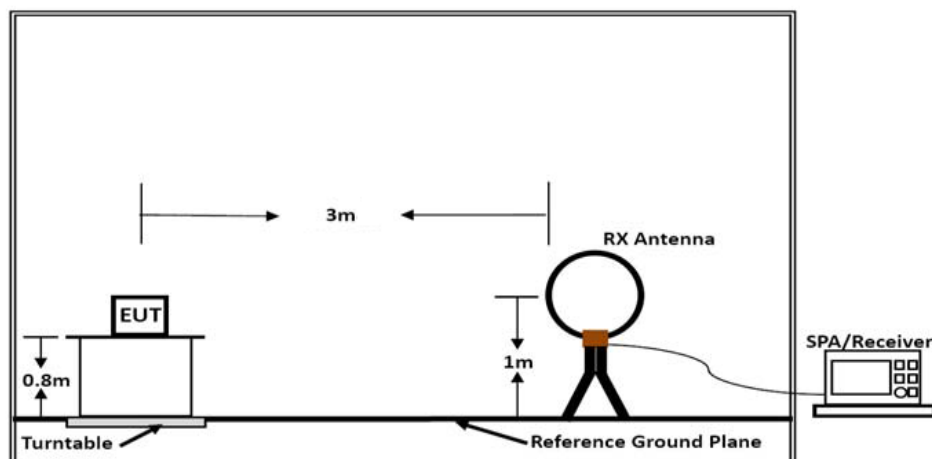 3m
RX Antenna
EUT
SPA/Receiver
1m
0.8m
Turntable
Reference Ground Plane